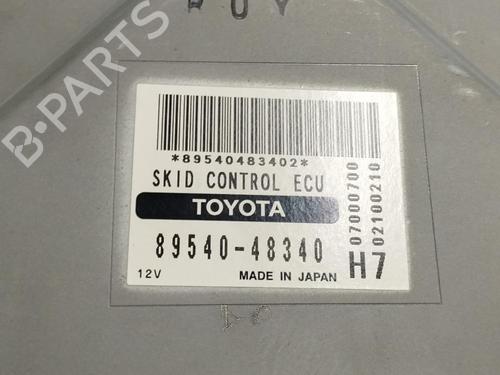 B-PARTS
*89540483402*
SKID CONTROL ECU
TOYOTA
89540-48340
12V
MADE IN JAPAN
H7
07000700
02100210